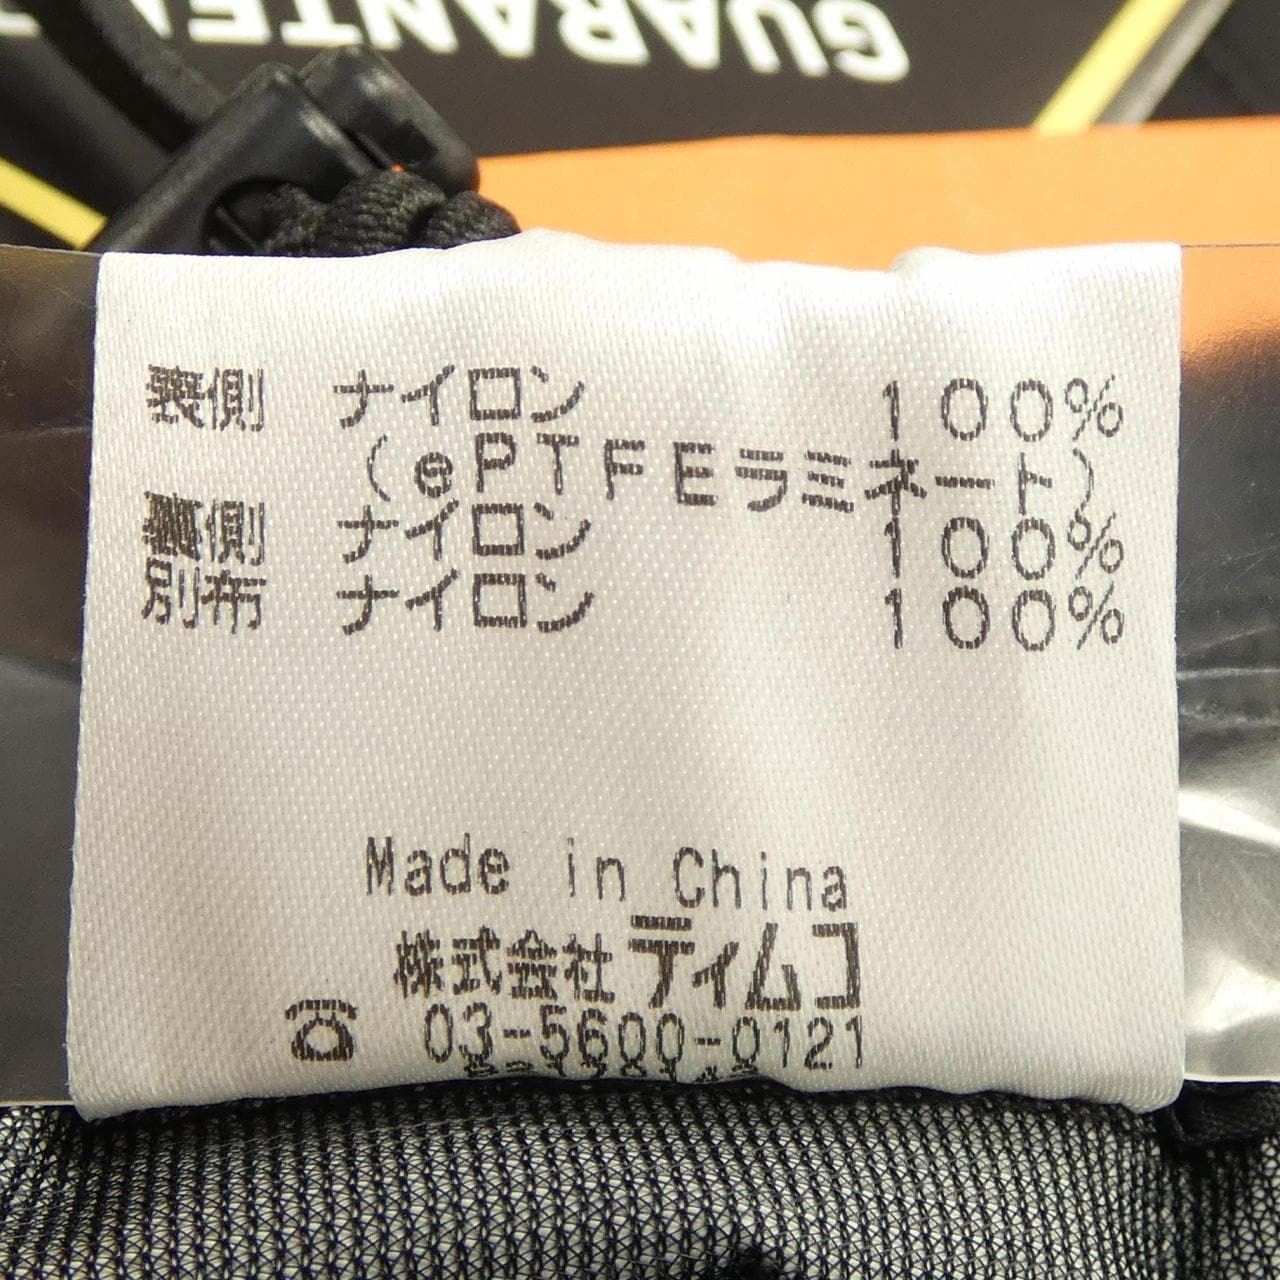 GUARANTEE
表側 ナイロン 100%
(ePTFEラミネート)
裏側 ナイロン 100%
別布 ナイロン 100%
Made in China
株式会社ティムコ
☎ 03-5600-0121